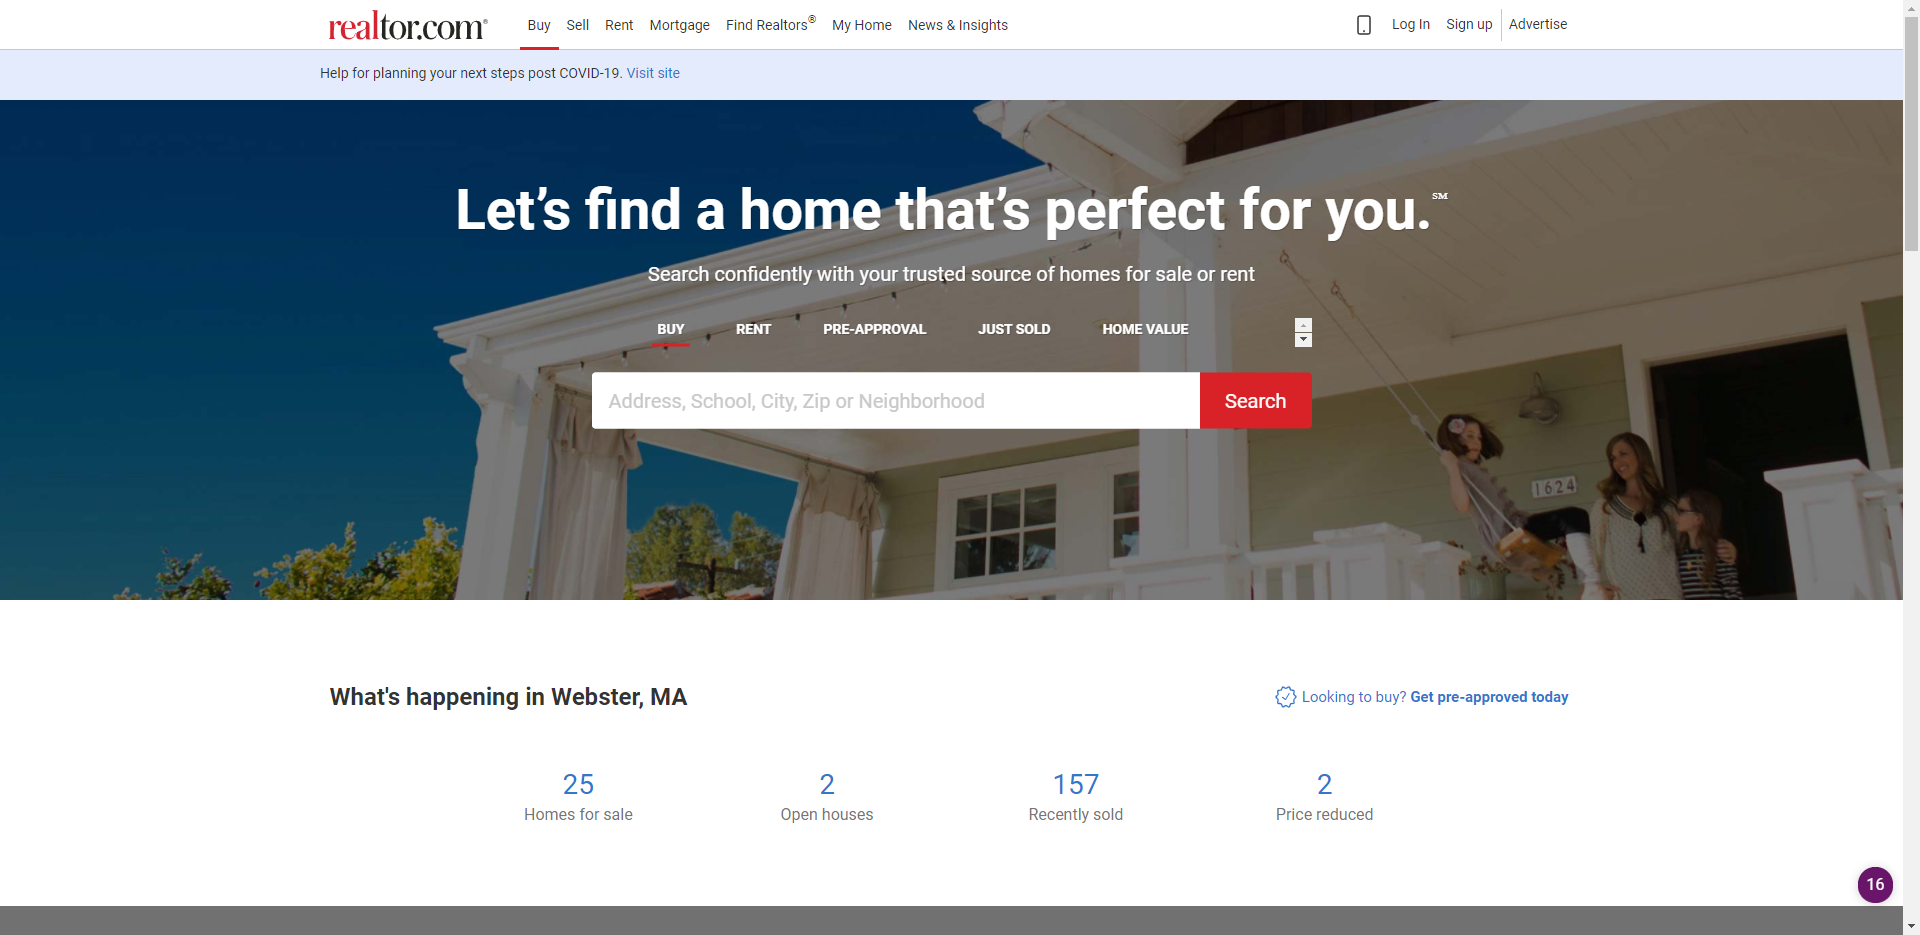 realtor.com®
Buy Sell Rent Mortgage Find Realtors® My Home News & Insights
Log In Sign up Advertise
Help for planning your next steps post COVID-19. Visit site
Let’s find a home that’s perfect for you.℠
Search confidently with your trusted source of homes for sale or rent
BUY RENT PRE-APPROVAL JUST SOLD HOME VALUE
Address, School, City, Zip or Neighborhood
Search
1624
What's happening in Webster, MA
Looking to buy? Get pre-approved today
25 2 157 2
Homes for sale Open houses Recently sold Price reduced
16